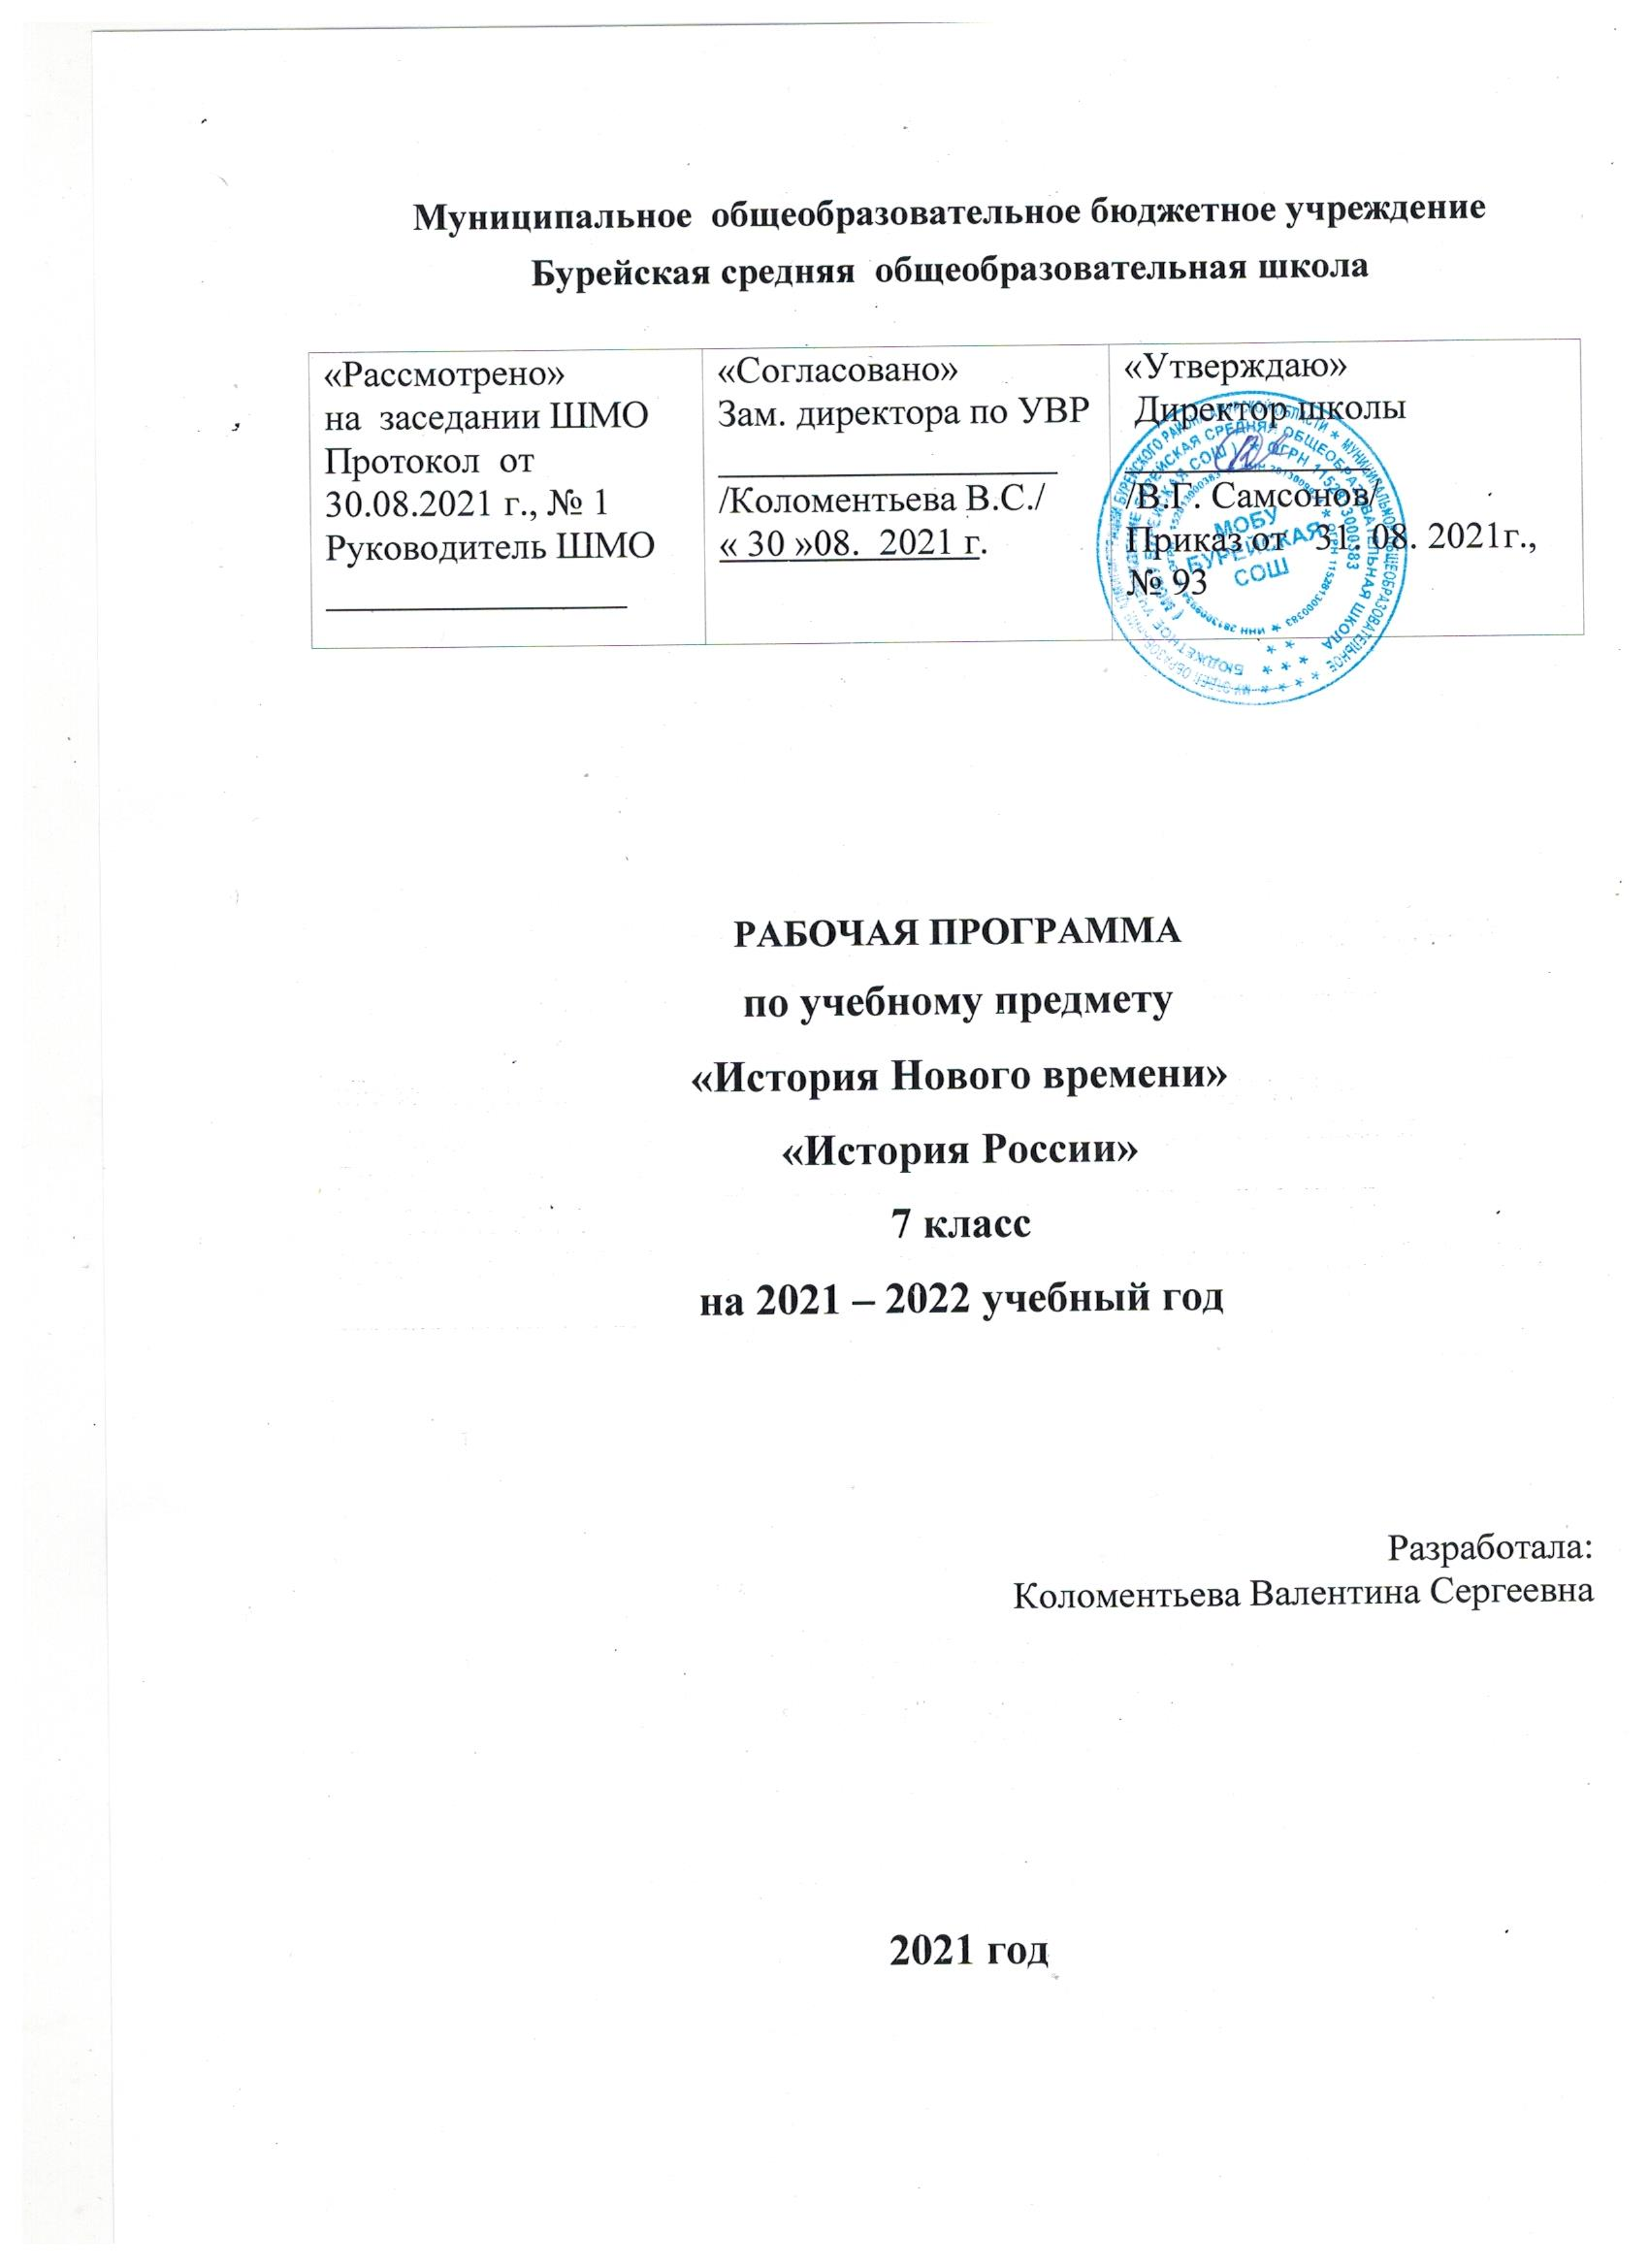 Муниципальное общеобразовательное бюджетное учреждение
Бурейская средняя общеобразовательная школа
«Рассмотрено»
на заседании ШМО
Протокол от
30.08.2021 г., № 1
Руководитель ШМО
«Согласовано»
Зам. директора по УВР
/Коломентьева В.С./
« 30 »08. 2021 г.
«Утверждаю»
Директор школы
/В.Г. Самсонов/
Приказ от 31. 08. 2021г.,
№ 93
МОБУ
БУРЕЙСКАЯ
СОШ
РАБОЧАЯ ПРОГРАММА
по учебному предмету
«История Нового времени»
«История России»
7 класс
на 2021 – 2022 учебный год
Разработала:
Коломентьева Валентина Сергеевна
2021 год